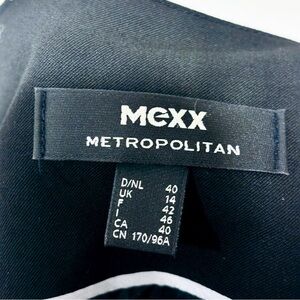 Mexx
METROPOLITAN
D/NL 40
UK 14
F 42
I 46
CA 40
CN 170/96A